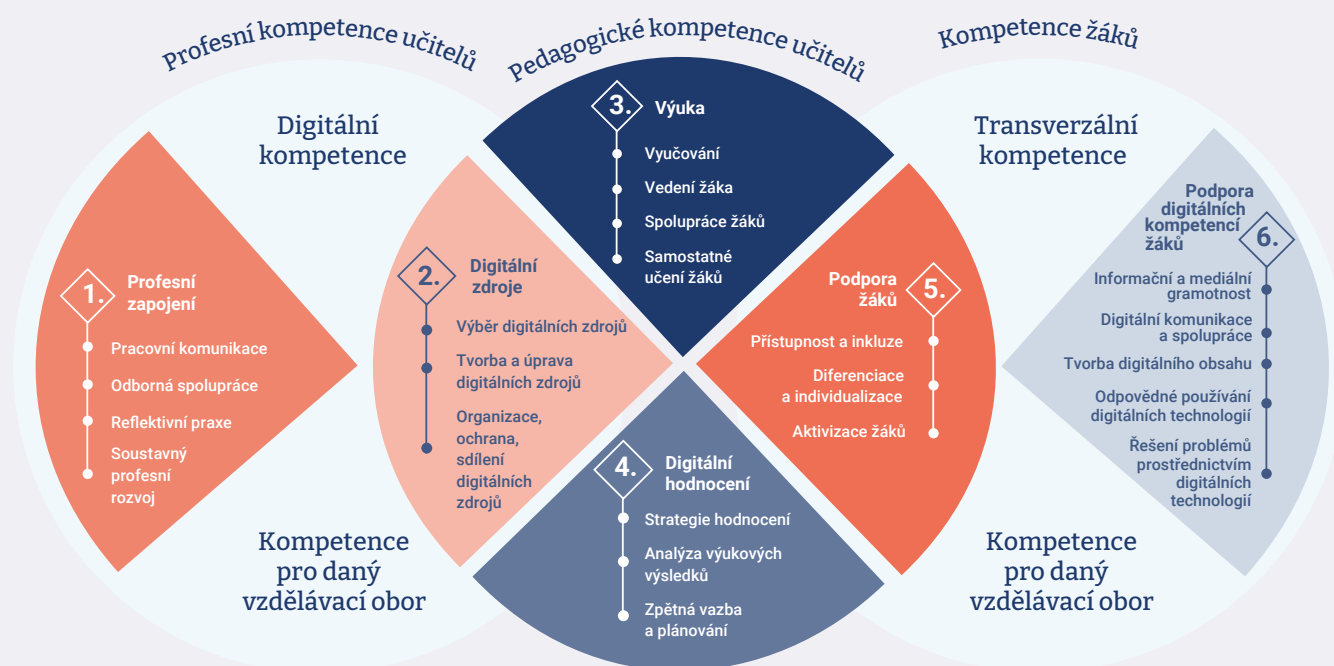 Profesní kompetence učitelů
Pedagogické kompetence učitelů
Kompetence žáků
Digitální
kompetence
Transverzální
kompetence
1.
Profesní
zapojení
Pracovní komunikace
Odborná spolupráce
Reflektivní praxe
Soustavný
profesní
rozvoj
2.
Digitální
zdroje
Výběr digitálních zdrojů
Tvorba a úprava
digitálních zdrojů
Organizace,
ochrana,
sdílení
digitálních
zdrojů
3.
Výuka
Vyučování
Vedení žáka
Spolupráce žáků
Samostatné
učení žáků
4.
Digitální
hodnocení
Strategie hodnocení
Analýza výukových
výsledků
Zpětná vazba
a plánování
5.
Podpora
žáků
Přístupnost a inkluze
Diferenciace
a individualizace
Aktivizace žáků
6.
Podpora
digitálních
kompetencí
žáků
Informační a mediální
gramotnost
Digitální komunikace
a spolupráce
Tvorba digitálního obsahu
Odpovědné používání
digitálních technologií
Řešení problémů
prostřednictvím
digitálních
technologií
Kompetence
pro daný
vzdělávací obor
Kompetence
pro daný
vzdělávací obor